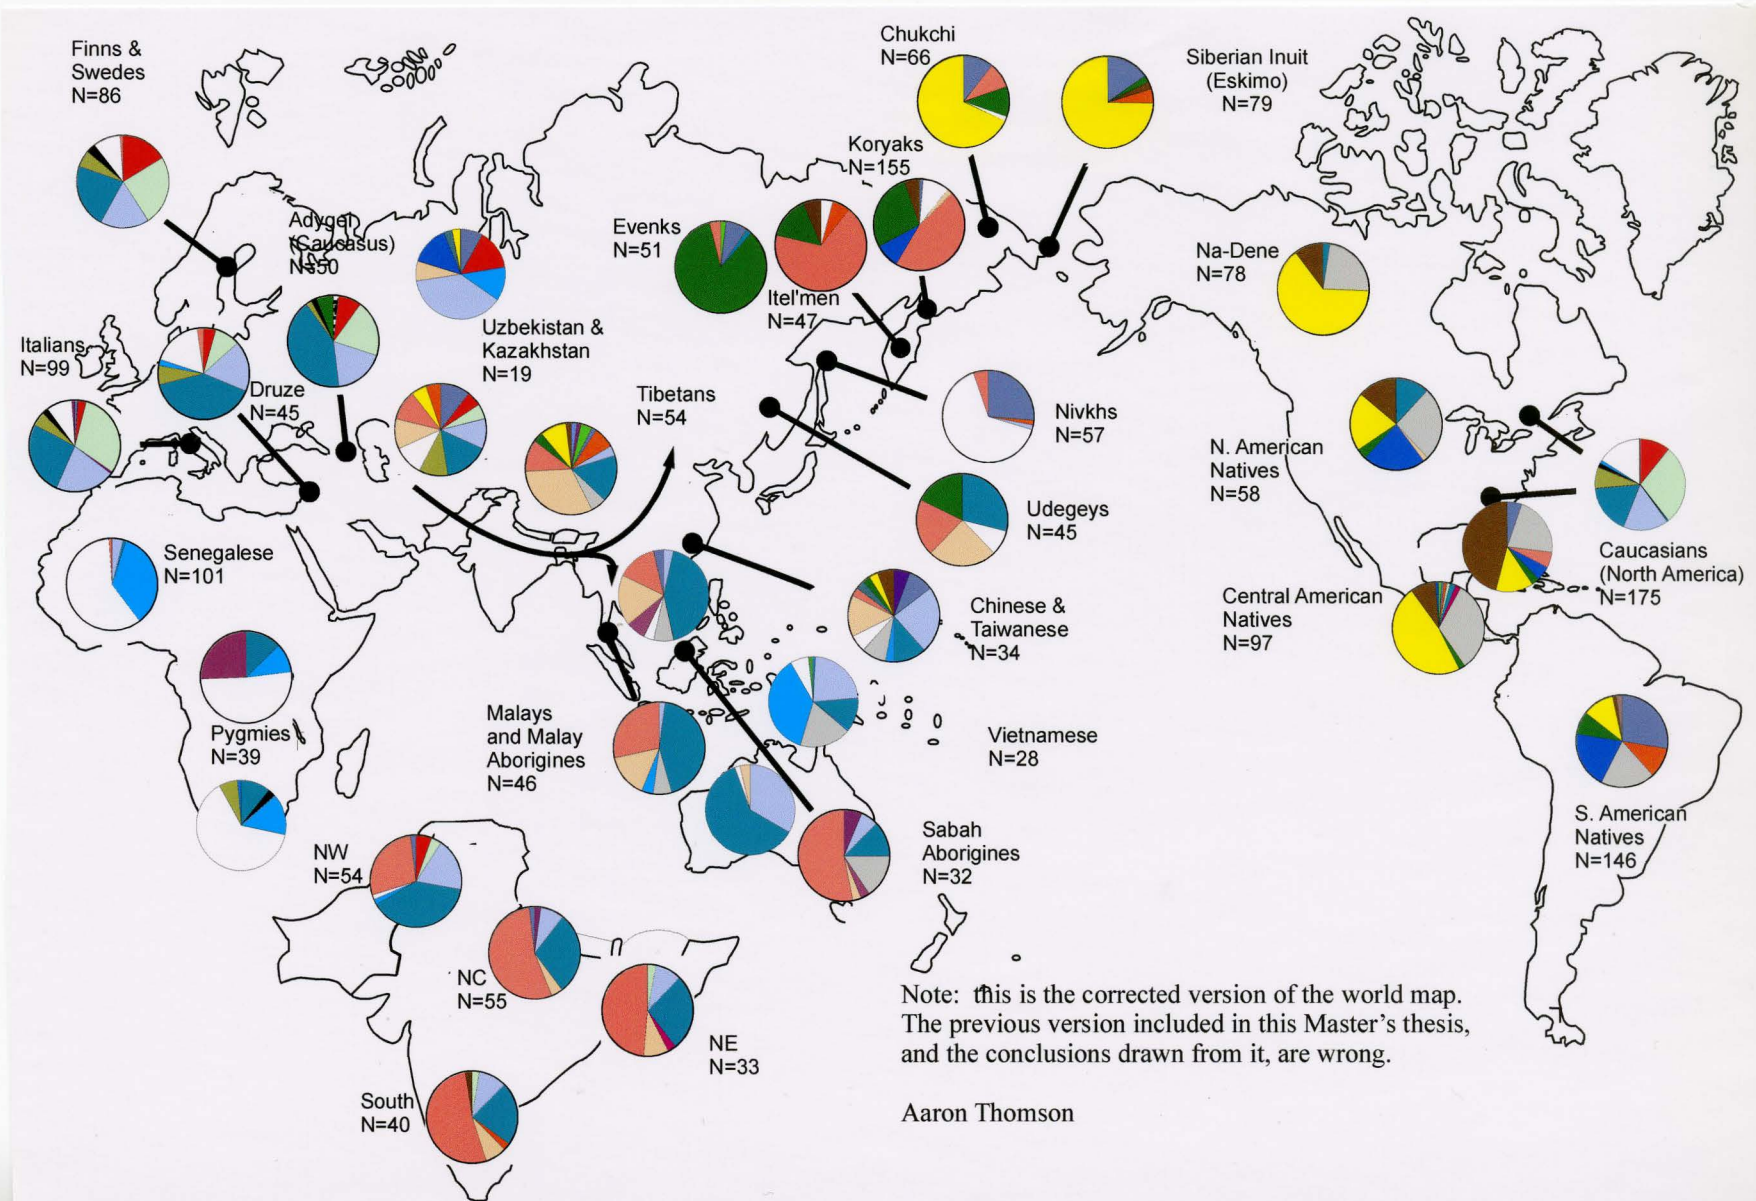 Finns &
Swedes
N=86
Chukchi
N=66
Siberian Inuit
(Eskimo)
N=79
Koryaks
N=155
Adygei
(Caucasus)
N=50
Evenks
N=51
Na-Dene
N=78
Itel'men
N=47
Uzbekistan &
Kazakhstan
N=19
Italians
N=99
Druze
N=45
Tibetans
N=54
Nivkhs
N=57
N. American
Natives
N=58
Udegeys
N=45
Senegalese
N=101
Caucasians
(North America)
N=175
Chinese &
Taiwanese
N=34
Central American
Natives
N=97
Pygmies
N=39
Malays
and Malay
Aborigines
N=46
Vietnamese
N=28
S. American
Natives
N=146
Sabah
Aborigines
N=32
NW
N=54
NC
N=55
NE
N=33
South
N=40
Note: this is the corrected version of the world map.
The previous version included in this Master's thesis,
and the conclusions drawn from it, are wrong.
Aaron Thomson